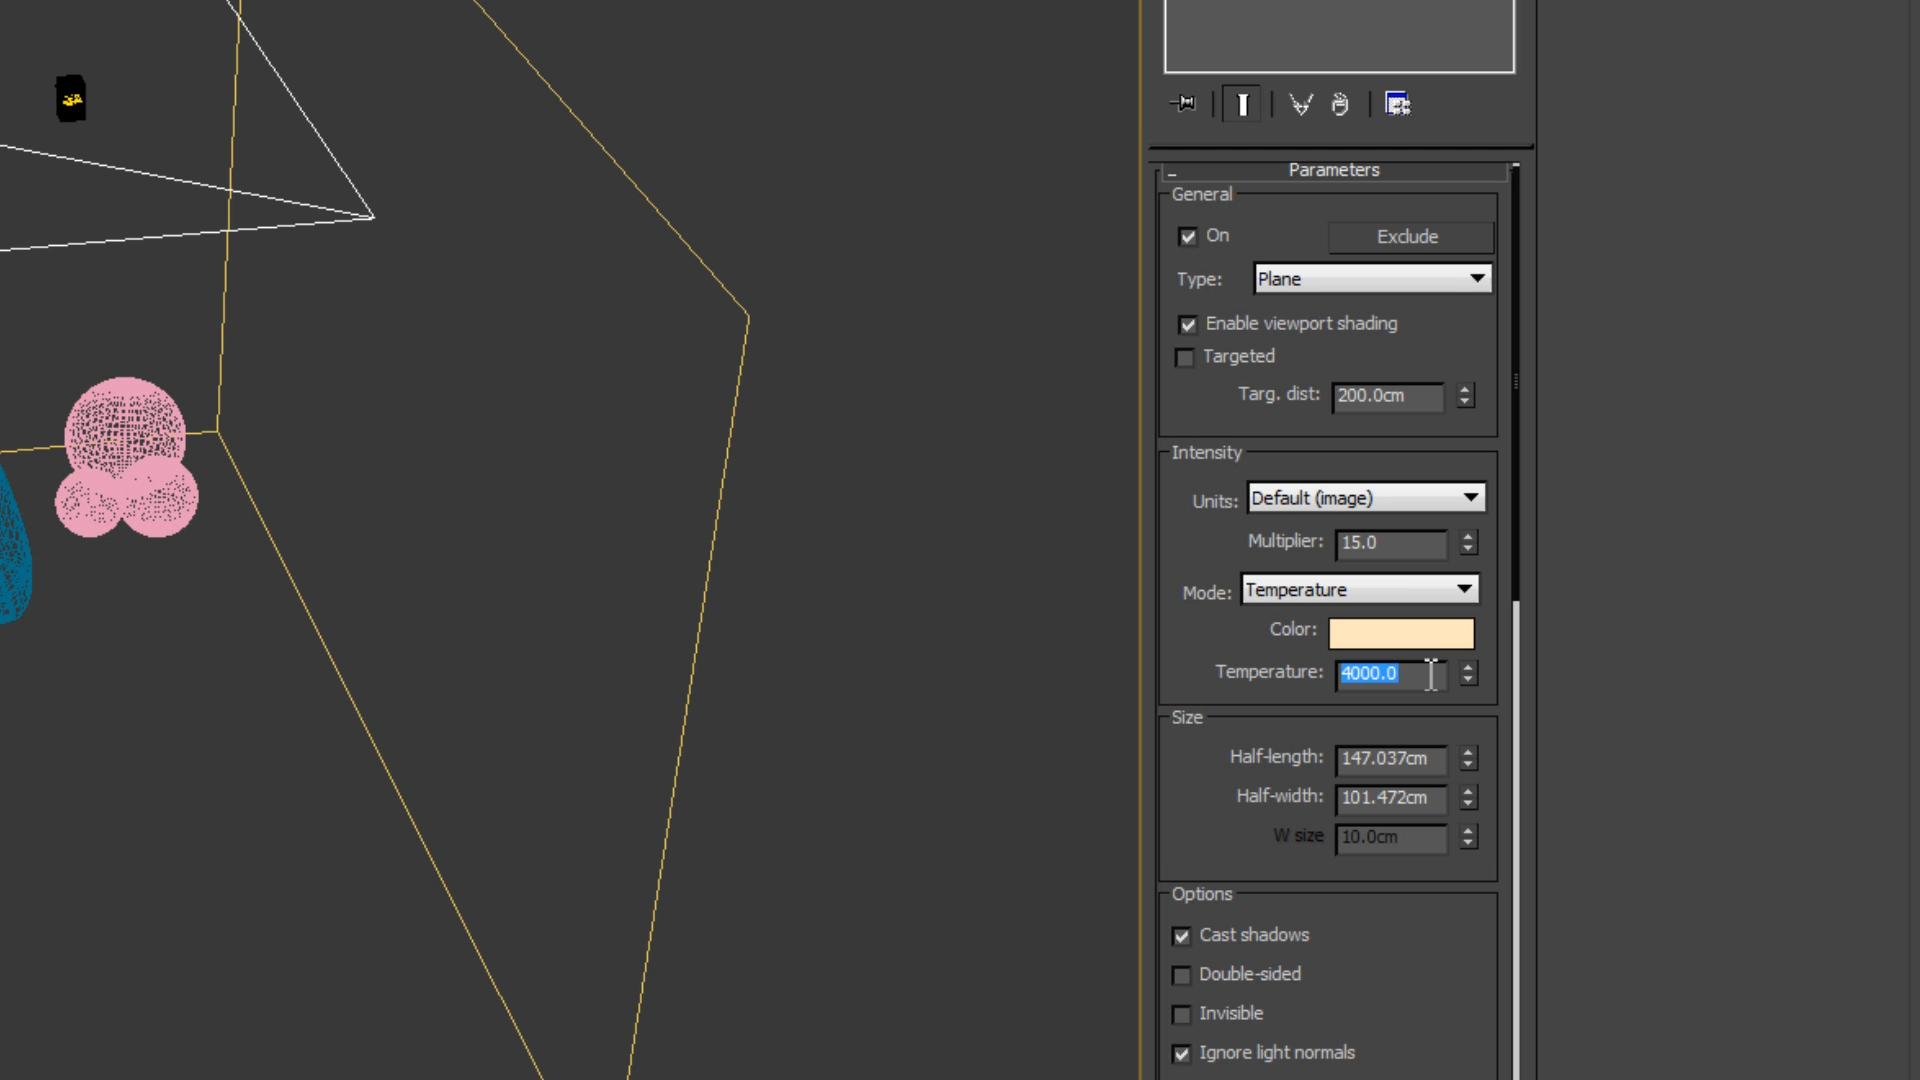 Parameters
General
On
Exclude
Type: Plane
Enable viewport shading
Targeted
Targ. dist: 200.0cm
Intensity
Units: Default (image)
Multiplier: 15.0
Mode: Temperature
Color:
Temperature: 4000.0
Size
Half-length: 147.037cm
Half-width: 101.472cm
W size 10.0cm
Options
Cast shadows
Double-sided
Invisible
Ignore light normals